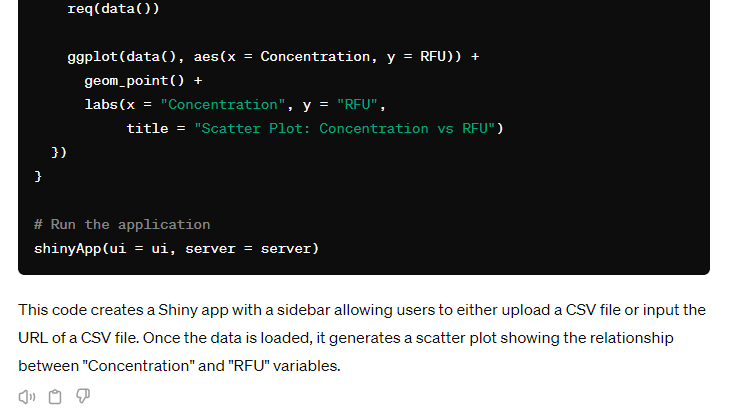 req(data())
ggplot(data(), aes(x = Concentration, y = RFU)) +
geom_point() +
labs(x = "Concentration", y = "RFU",
title = "Scatter Plot: Concentration vs RFU")
})
}
# Run the application
shinyApp(ui = ui, server = server)
This code creates a Shiny app with a sidebar allowing users to either upload a CSV file or input the
URL of a CSV file. Once the data is loaded, it generates a scatter plot showing the relationship
between "Concentration" and "RFU" variables.